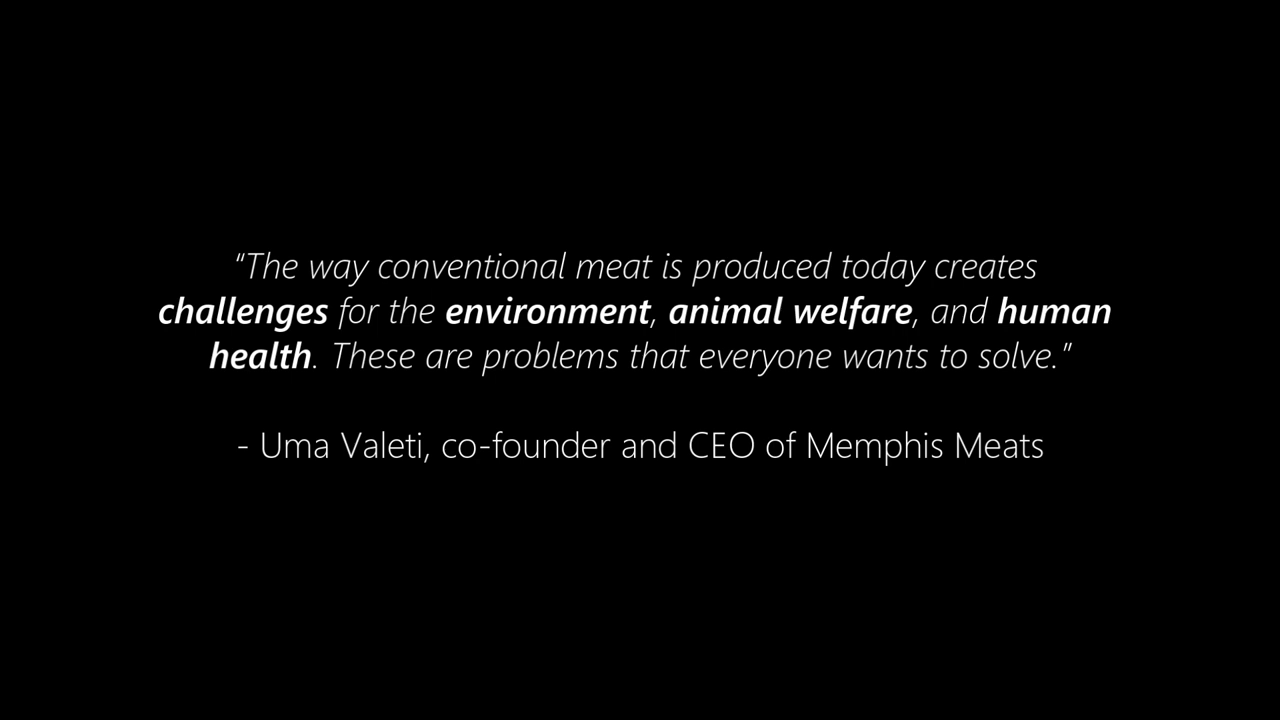 "The way conventional meat is produced today creates
challenges for the environment, animal welfare, and human
health. These are problems that everyone wants to solve."
- Uma Valeti, co-founder and CEO of Memphis Meats